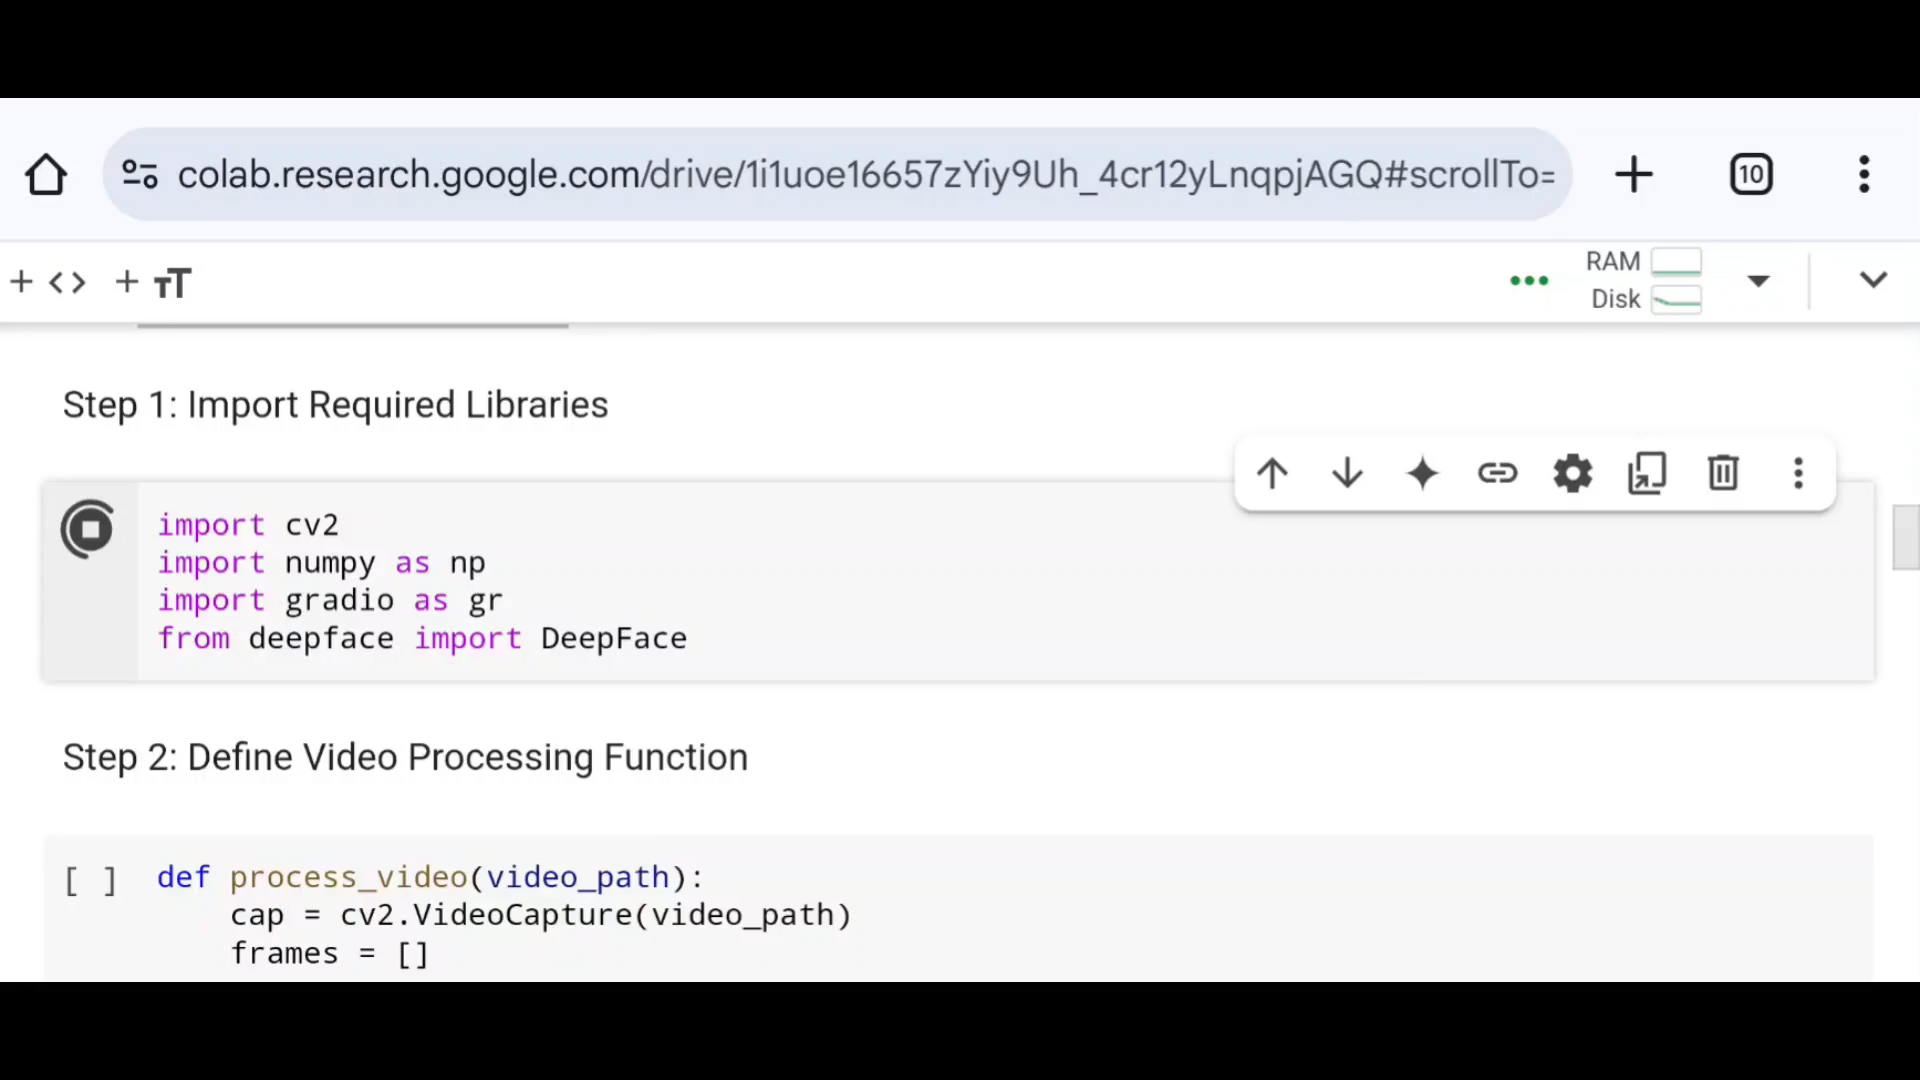 colab.research.google.com/drive/1i1uoe16657zYiy9Uh_4cr12yLnqpjAGQ#scrollTo=
10
RAM
Disk
Step 1: Import Required Libraries
import cv2
import numpy as np
import gradio as gr
from deepface import DeepFace
Step 2: Define Video Processing Function
[ ] def process_video(video_path):
cap = cv2.VideoCapture(video_path)
frames = []